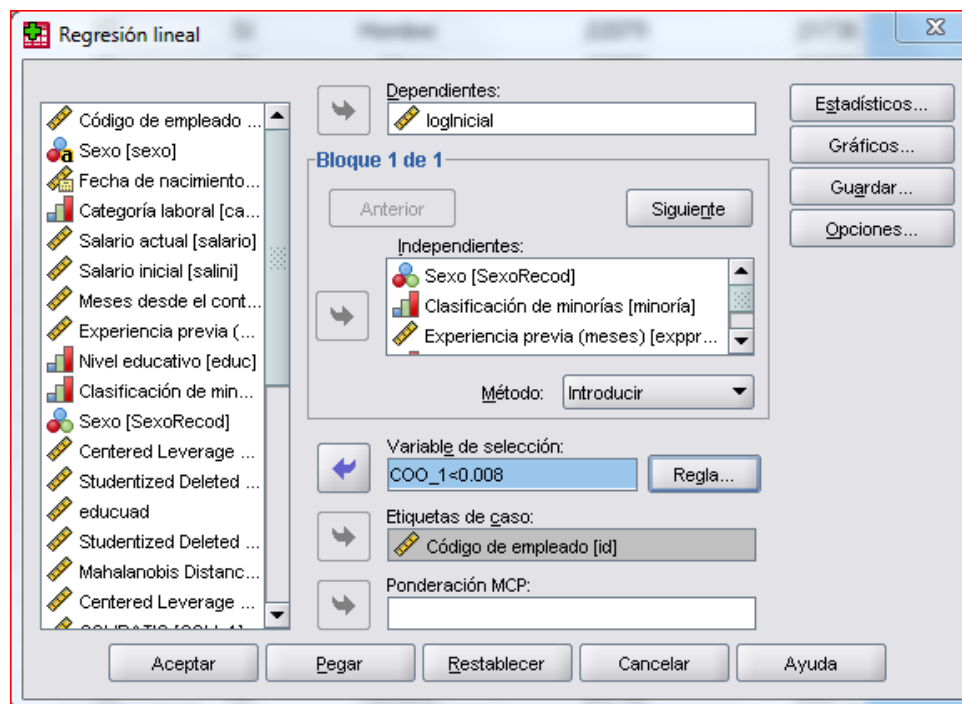 Regresión lineal
Código de empleado ...
Sexo [sexo]
Fecha de nacimiento...
Categoría laboral [ca...
Salario actual [salario]
Salario inicial [salini]
Meses desde el cont...
Experiencia previa (...
Nivel educativo [educ]
Clasificación de min...
Sexo [SexoRecod]
Centered Leverage ...
Studentized Deleted ...
educuad
Studentized Deleted ...
Mahalanobis Distanc...
Centered Leverage ...
Dependientes:
logInicial
Bloque 1 de 1
Anterior
Siguiente
Independientes:
Sexo [SexoRecod]
Clasificación de minorías [minoría]
Experiencia previa (meses) [exppr...
Método: Introducir
Variable de selección:
COO_1<0.008
Regla...
Etiquetas de caso:
Código de empleado [id]
Ponderación MCP:
Estadísticos...
Gráficos...
Guardar...
Opciones...
Aceptar
Pegar
Restablecer
Cancelar
Ayuda